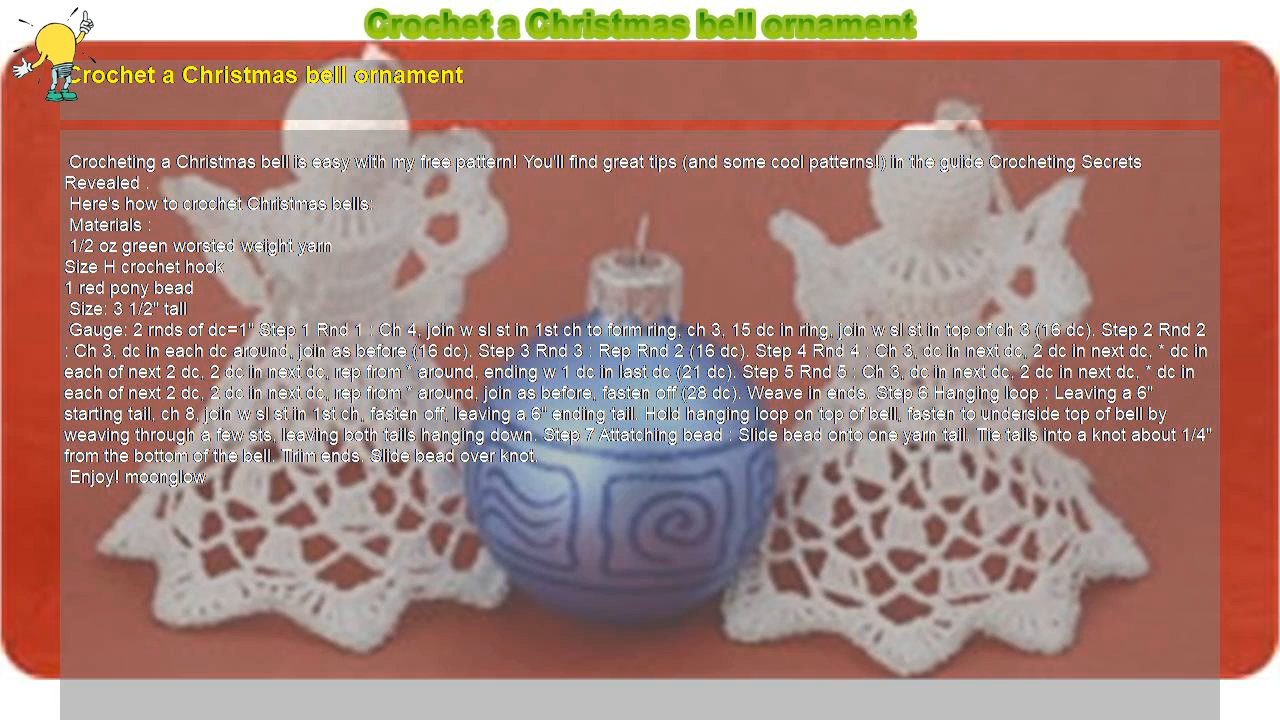 Crochet a Christmas bell ornament
Crochet a Christmas bell ornament
Crocheting a Christmas bell is easy with my free pattern! You'll find great tips (and some cool patterns!) in the guide Crocheting Secrets
Revealed .
Here's how to crochet Christmas bells:
Materials :
1/2 oz green worsted weight yarn
Size H crochet hook
1 red pony bead
Size: 3 1/2" tall
Gauge: 2 rnds of dc=1" Step 1 Rnd 1 : Ch 4, join w sl st in 1st ch to form ring, ch 3, 15 dc in ring, join w sl st in top of ch 3 (16 dc). Step 2 Rnd 2
: Ch 3, dc in each dc around, join as before (16 dc). Step 3 Rnd 3 : Rep Rnd 2 (16 dc). Step 4 Rnd 4 : Ch 3, dc in next dc, 2 dc in next dc, * dc in
each of next 2 dc, 2 dc in next dc, rep from * around, ending w 1 dc in last dc (21 dc). Step 5 Rnd 5 : Ch 3, dc in next dc, 2 dc in next dc, * dc in
each of next 2 dc, 2 dc in next dc, rep from * around, join as before, fasten off (28 dc). Weave in ends. Step 6 Hanging loop : Leaving a 6"
starting tail, ch 8, join w sl st in 1st ch, fasten off, leaving a 6" ending tail. Hold hanging loop on top of bell, fasten to underside top of bell by
weaving through a few sts, leaving both tails hanging down. Step 7 Attatching bead : Slide bead onto one yarn tail. Tie tails into a knot about 1/4"
from the bottom of the bell. Trim ends. Slide bead over knot.
Enjoy! moonglow